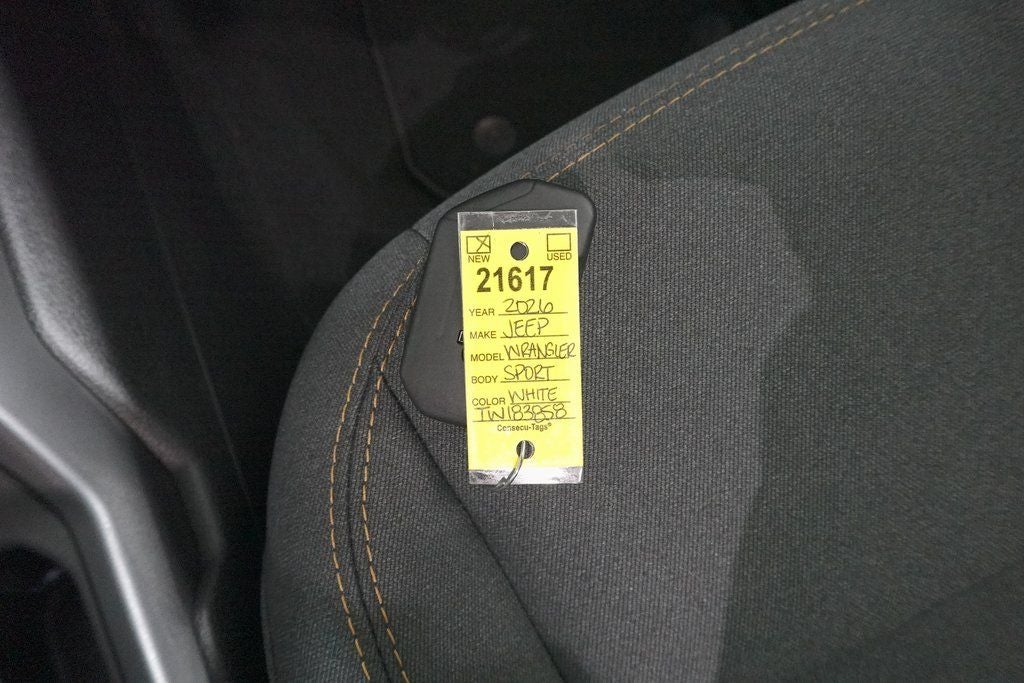 NEW USED
21617
YEAR 2026
MAKE JEEP
MODEL WRANGLER
BODY SPORT
COLOR WHITE
TW183858
Consecu-Tags®